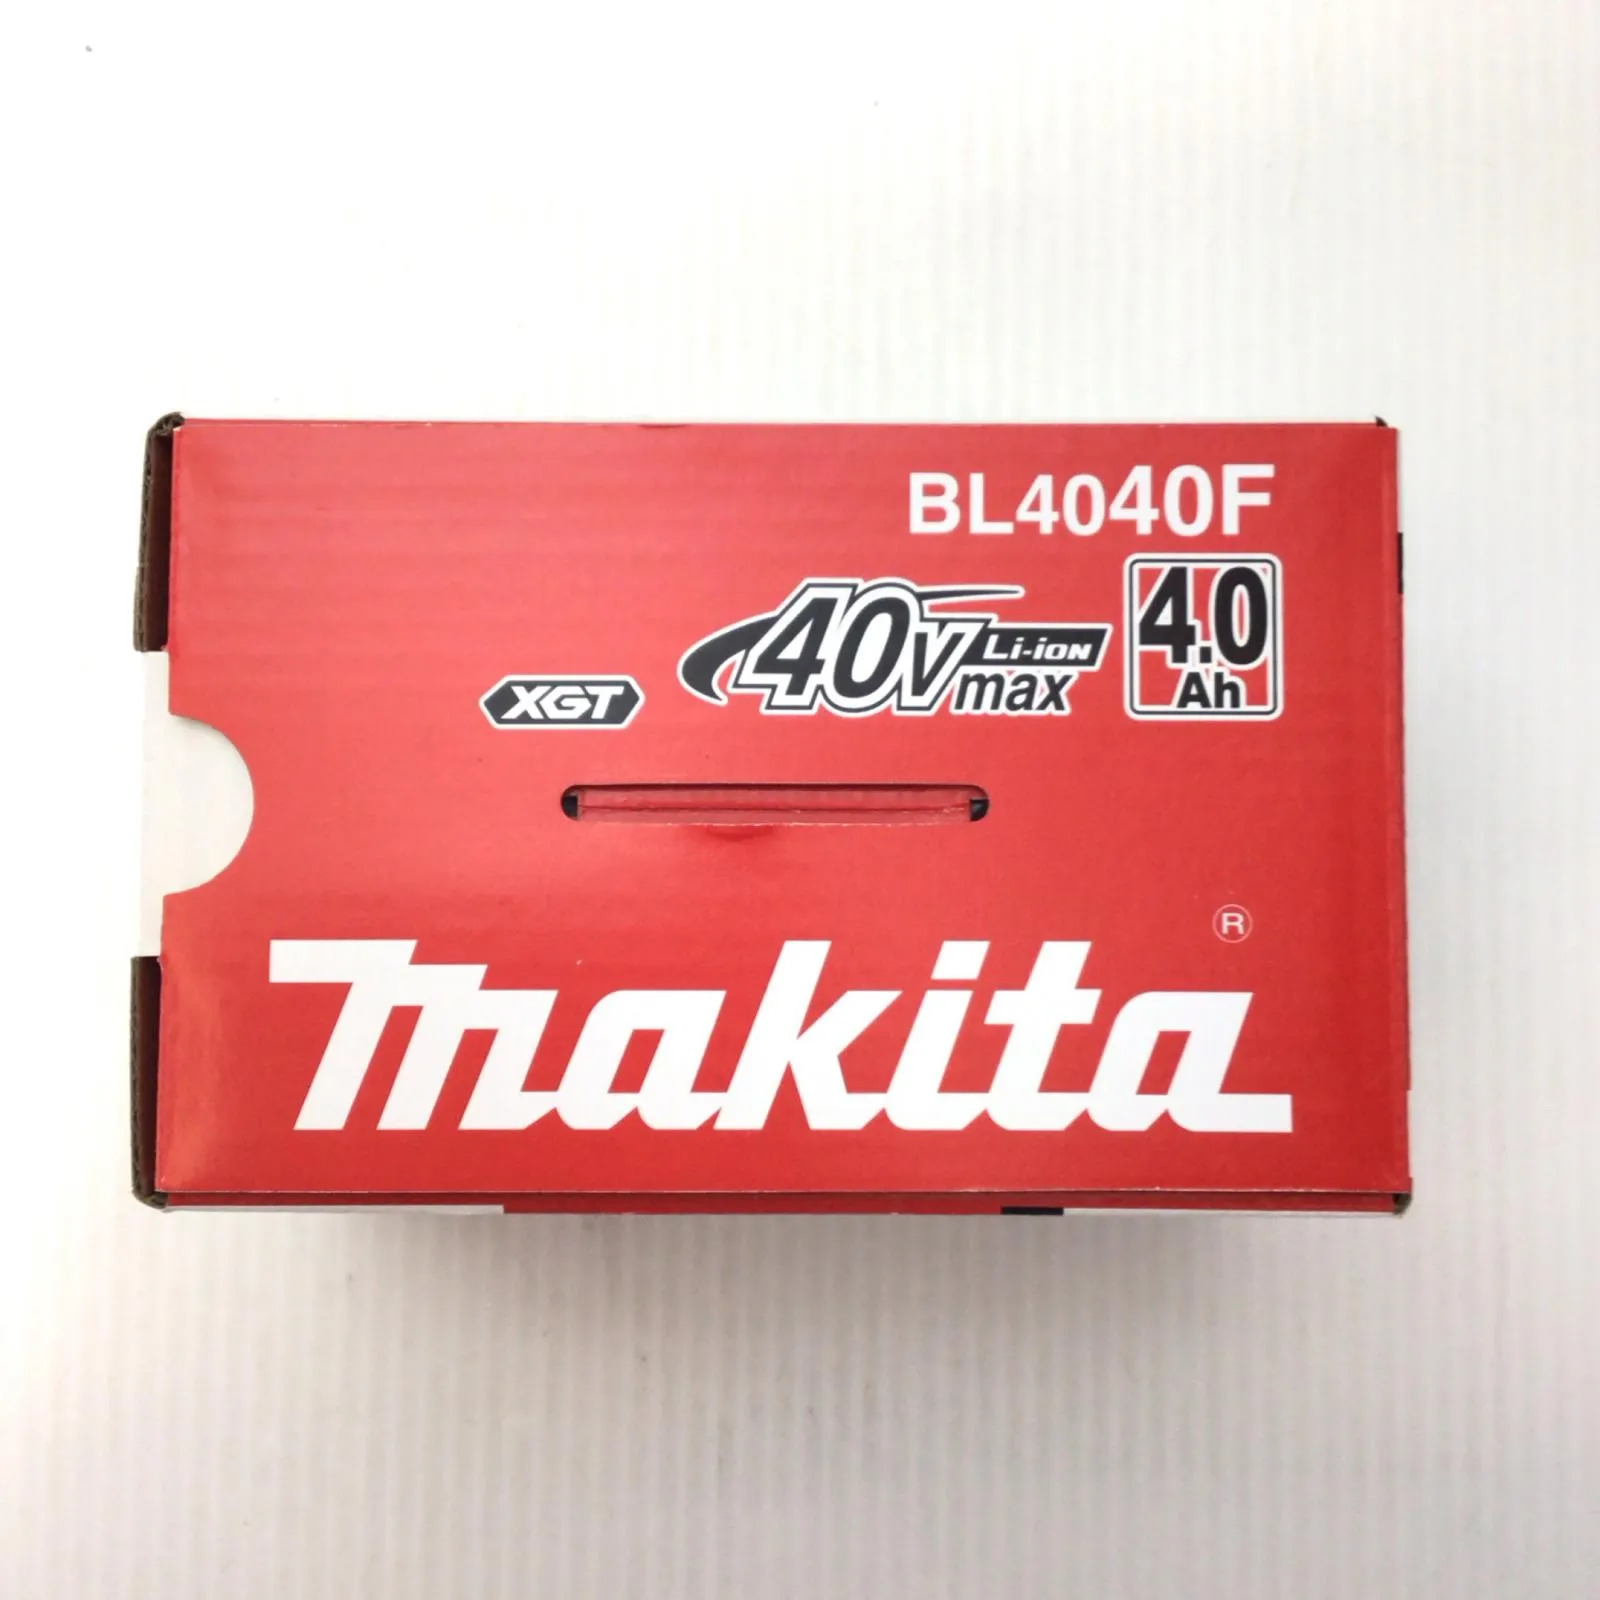 BL4040F
XGT
40V Li-ion max
4.0 Ah
makita ®